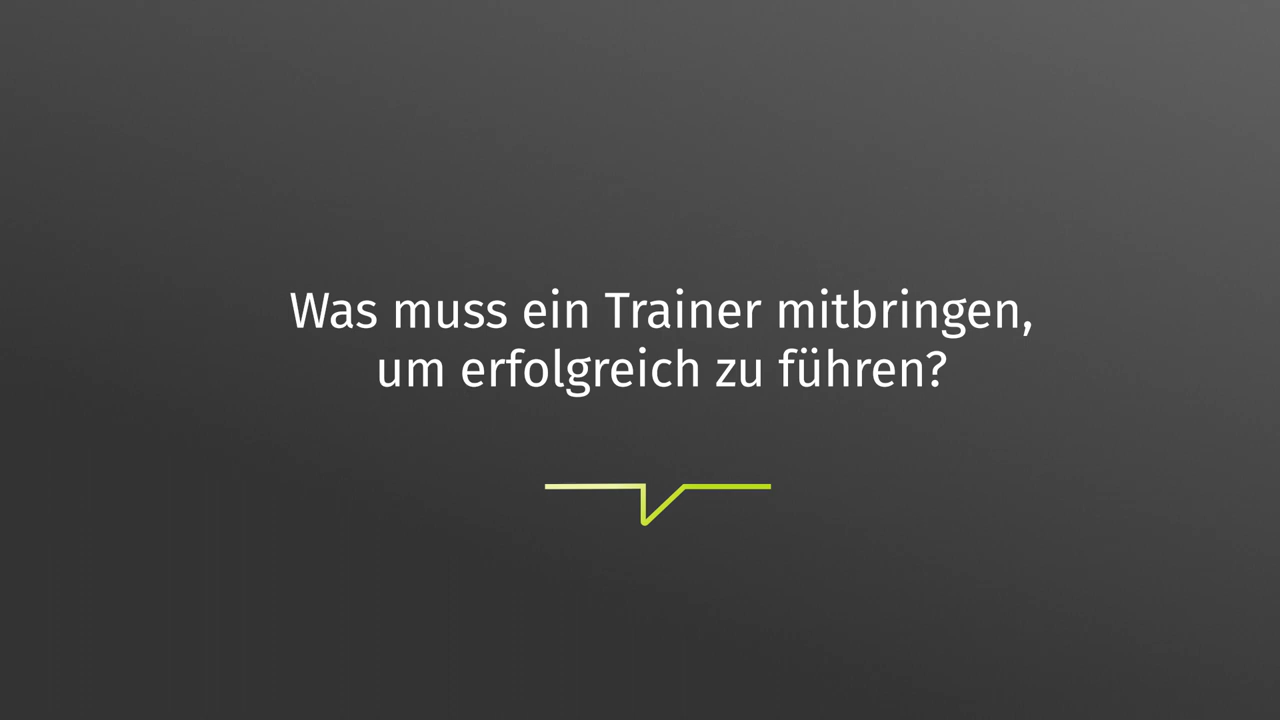 Was muss ein Trainer mitbringen,
um erfolgreich zu führen?